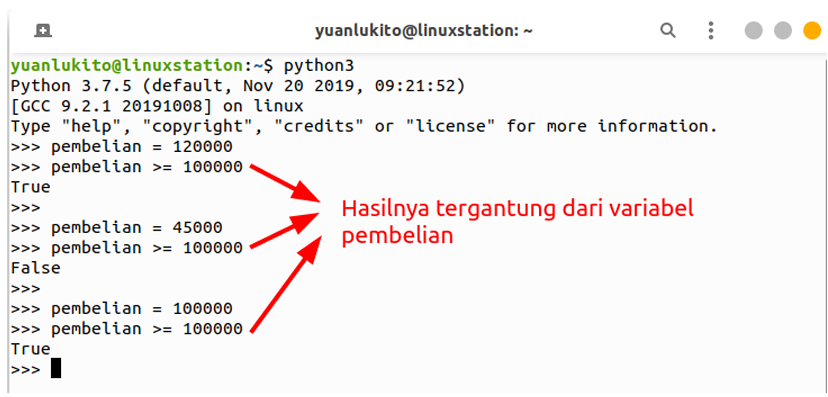 yuanlukito@linuxstation: ~
yuanlukito@linuxstation:~$ python3
Python 3.7.5 (default, Nov 20 2019, 09:21:52)
[GCC 9.2.1 20191008] on linux
Type "help", "copyright", "credits" or "license" for more information.
>>> pembelian = 120000
>>> pembelian >= 100000
True
>>>
>>> pembelian = 45000
>>> pembelian >= 100000
False
>>>
>>> pembelian = 100000
>>> pembelian >= 100000
True
>>>
Hasilnya tergantung dari variabel
pembelian